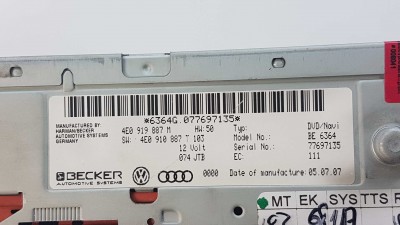 *6364G.077697135*
MANUFACTURED BY
HARMAN/BECKER
AUTOMOTIVE SYSTEMS
GERMANY
4E0 919 887 M HW:50 Typ: DVD/Navi
SW: 4E0 910 887 T 103 Model No.: BE 6364
12 Volt Serial No.: 77697135
074 JTB EC: 111
BECKER
AUTOMOTIVE SYSTEMS
0000 Date of manufacture: 05.07.07
MT EK SYS TTS R